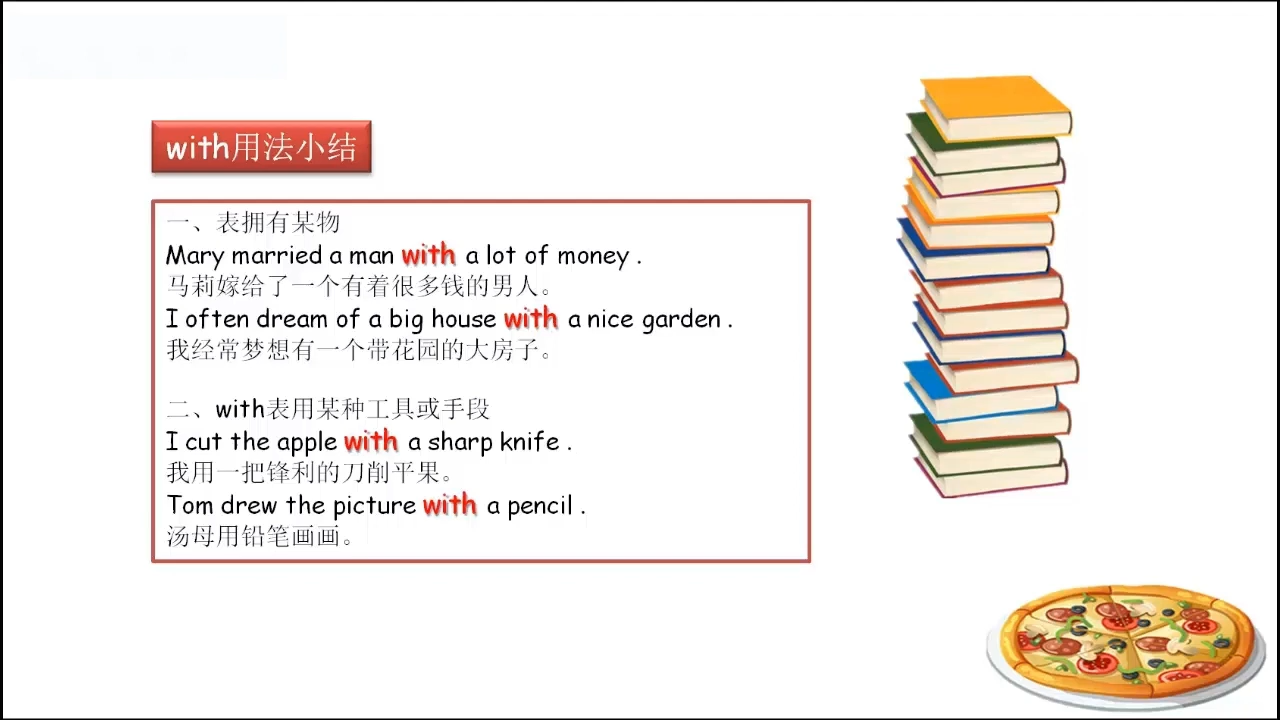 with用法小结
一、表拥有某物
Mary married a man with a lot of money .
马莉嫁给了一个有着很多钱的男人。
I often dream of a big house with a nice garden .
我经常梦想有一个带花园的大房子。
二、with表用某种工具或手段
I cut the apple with a sharp knife .
我用一把锋利的刀削平果。
Tom drew the picture with a pencil .
汤母用铅笔画画。